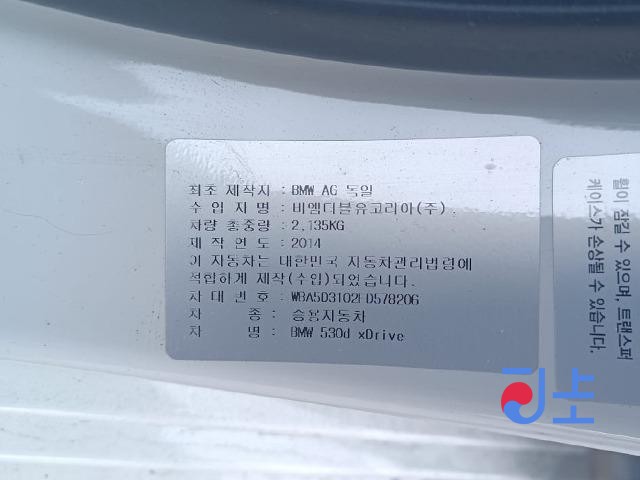 최초 제작자 : BMW AG 독일
수 입 자 명 : 비엠더블유코리아(주)
차량 총중량 : 2,135KG
제작 연도 : 2014
이 자동차는 대한민국 자동차관리법령에
적합하게 제작(수입)되었습니다.
차 대 번 호 :
차 종 : 승용자동차
차 명 : BMW 530d xDrive
휠이 잠길 수 있으며, 트랜스퍼
케이스가 손상될 수 있습니다.